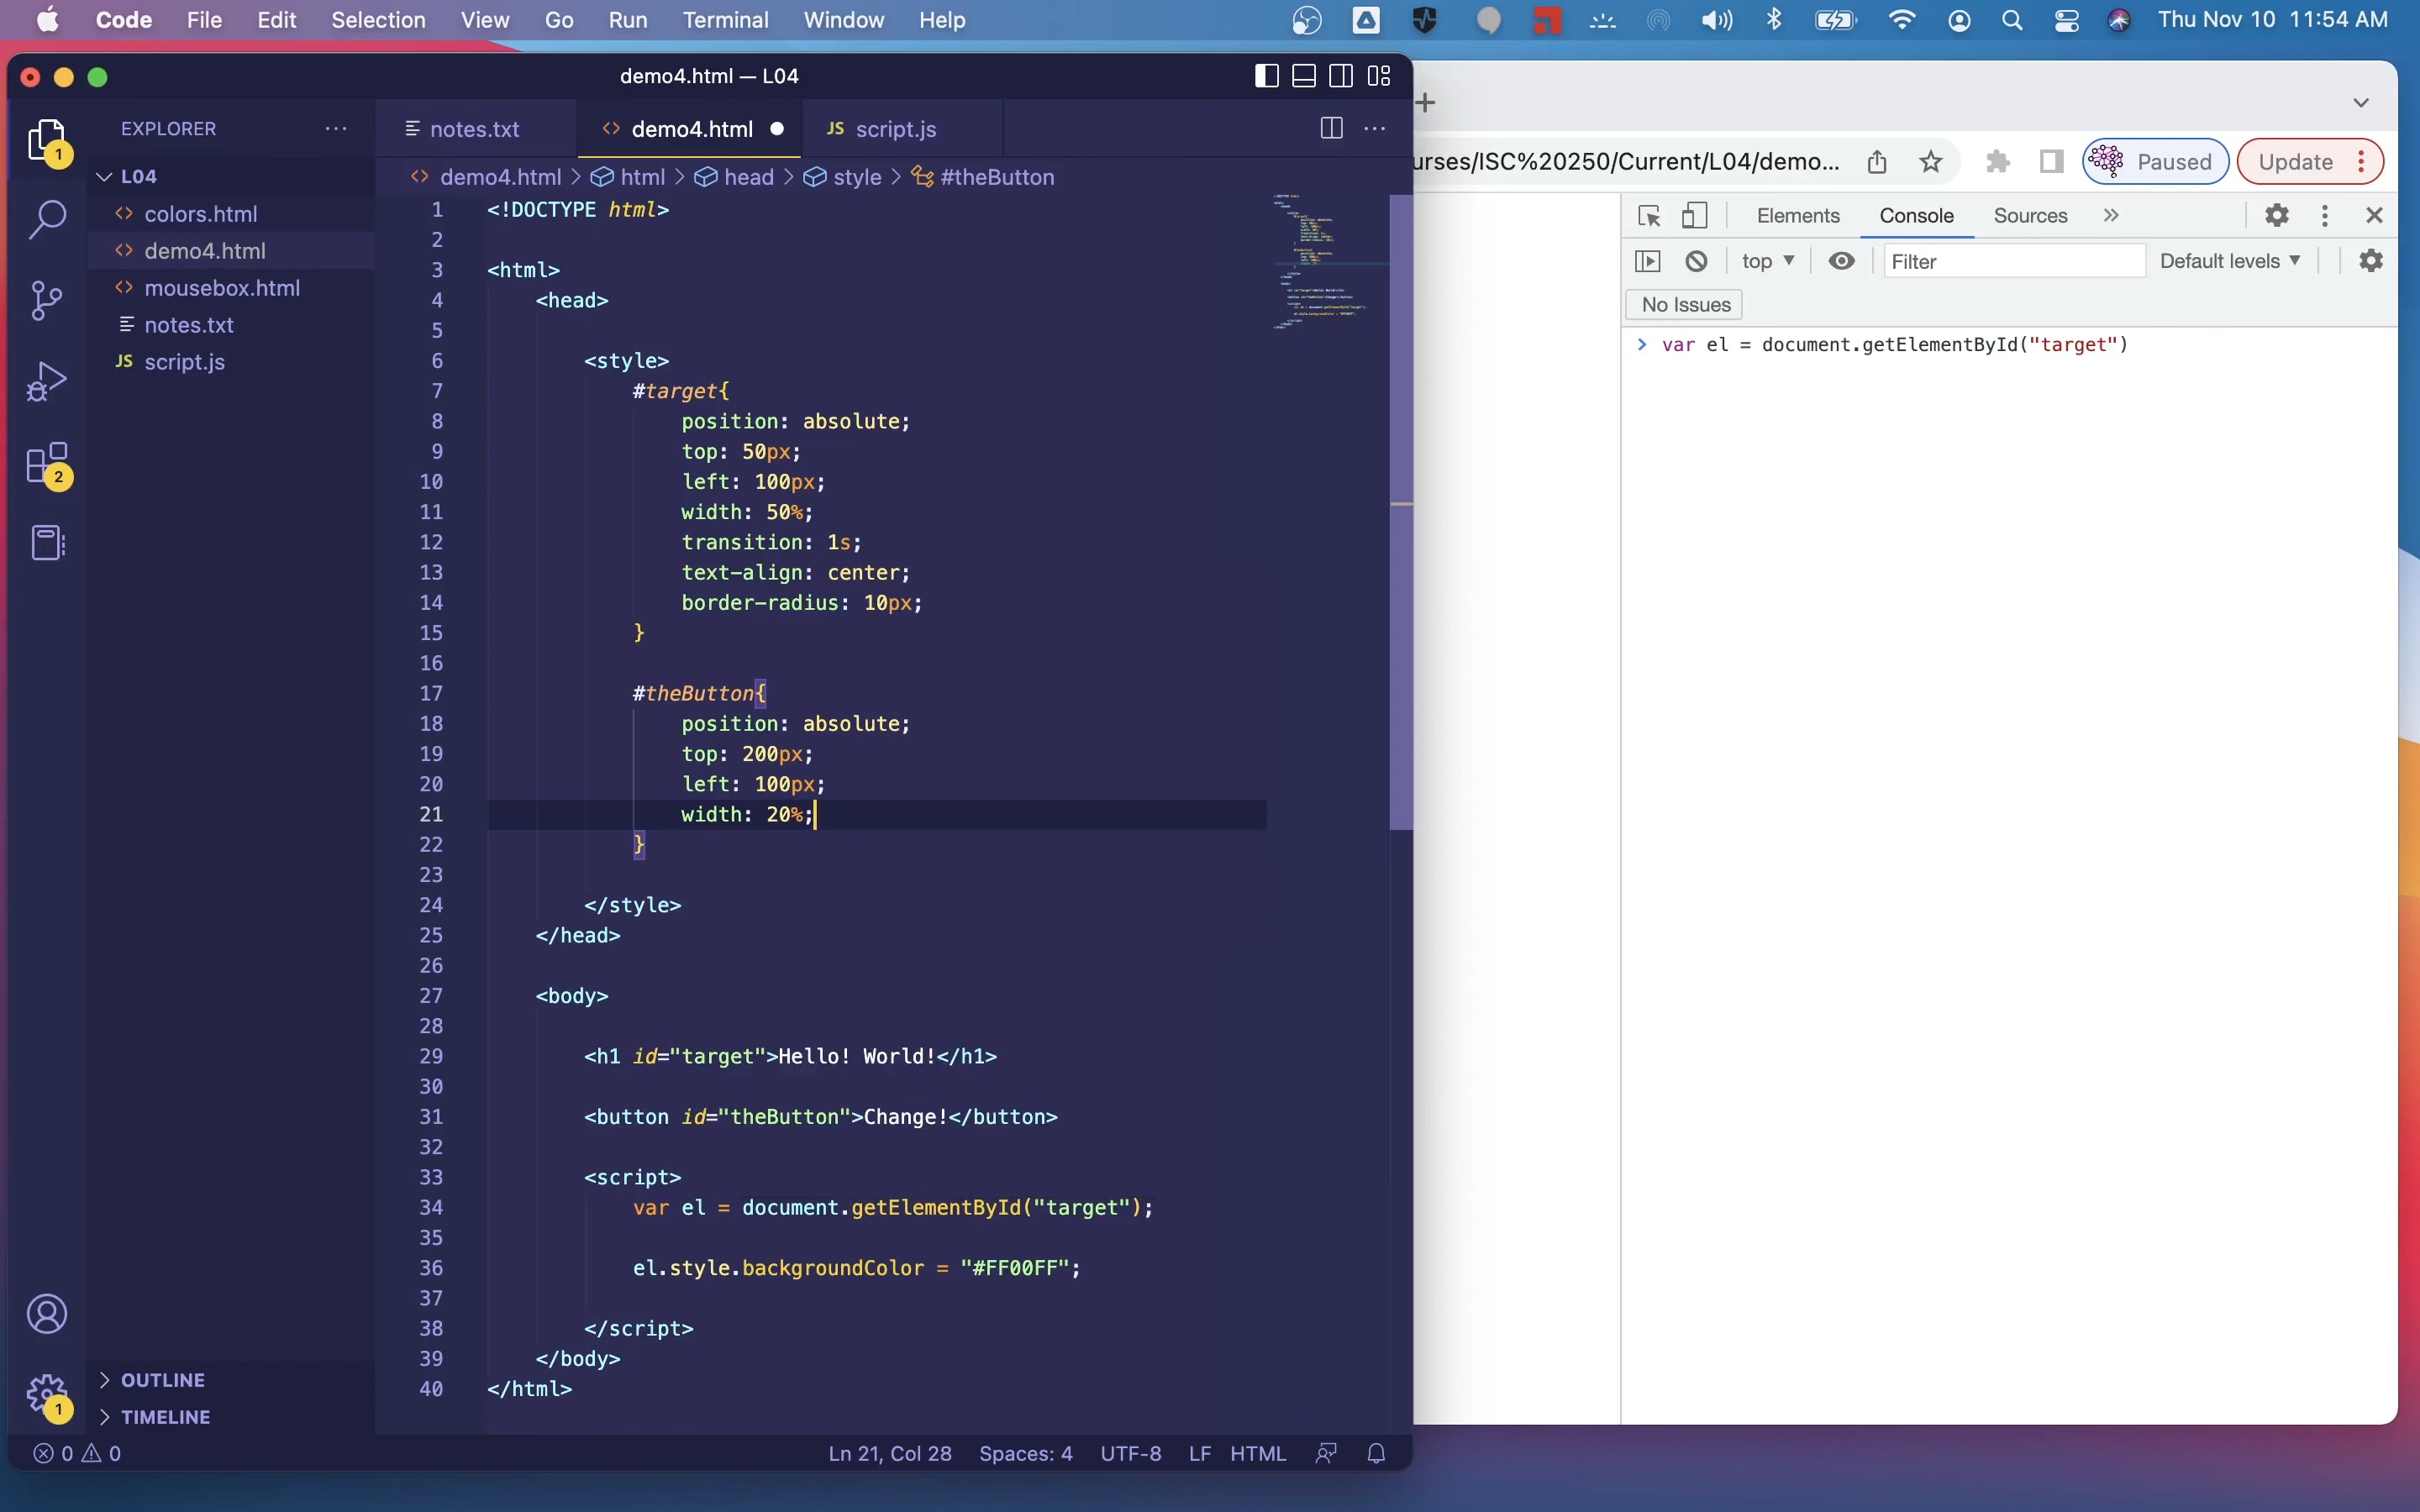 Code File Edit Selection View Go Run Terminal Window Help Thu Nov 10 11:54 AM
demo4.html — L04
EXPLORER
L04
colors.html
demo4.html
mousebox.html
notes.txt
JS script.js
OUTLINE
TIMELINE
1
2
1
notes.txt demo4.html JS script.js
demo4.html > html > head > style > #theButton
1 <!DOCTYPE html>
2
3 <html>
4 <head>
5
6 <style>
7 #target{
8 position: absolute;
9 top: 50px;
10 left: 100px;
11 width: 50%;
12 transition: 1s;
13 text-align: center;
14 border-radius: 10px;
15 }
16
17 #theButton{
18 position: absolute;
19 top: 200px;
20 left: 100px;
21 width: 20%;
22 }
23
24 </style>
25 </head>
26
27 <body>
28
29 <h1 id="target">Hello! World!</h1>
30
31 <button id="theButton">Change!</button>
32
33 <script>
34 var el = document.getElementById("target");
35
36 el.style.backgroundColor = "#FF00FF";
37
38 </script>
39 </body>
40 </html>
0 0 Ln 21, Col 28 Spaces: 4 UTF-8 LF HTML
urses/ISC%20250/Current/L04/demo... Paused Update
Elements Console Sources
top Filter Default levels
No Issues
> var el = document.getElementById("target")